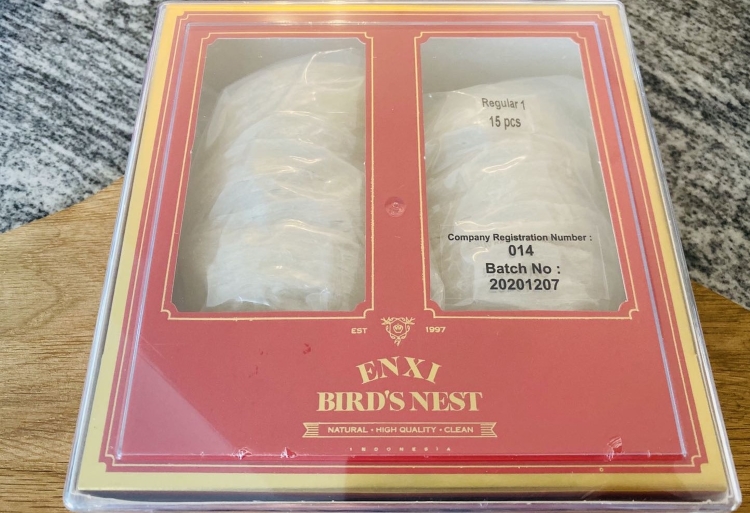 Regular 1
15 pcs
Company Registration Number :
014
Batch No :
20201207
EST 1997
ENXI
BIRD'S NEST
NATURAL • HIGH QUALITY • CLEAN
INDONESIA